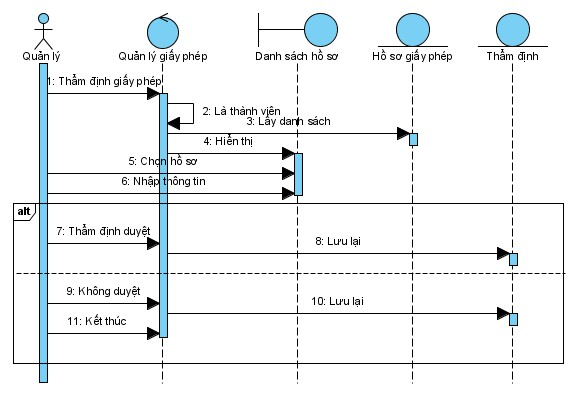 Quản lý
Quản lý giấy phép
Danh sách hồ sơ
Hồ sơ giấy phép
Thẩm định
1: Thẩm định giấy phép
2: Là thành viên
3: Lấy danh sách
4: Hiển thị
5: Chọn hồ sơ
6: Nhập thông tin
alt
7: Thẩm định duyệt
8: Lưu lại
9: Không duyệt
10: Lưu lại
11: Kết thúc